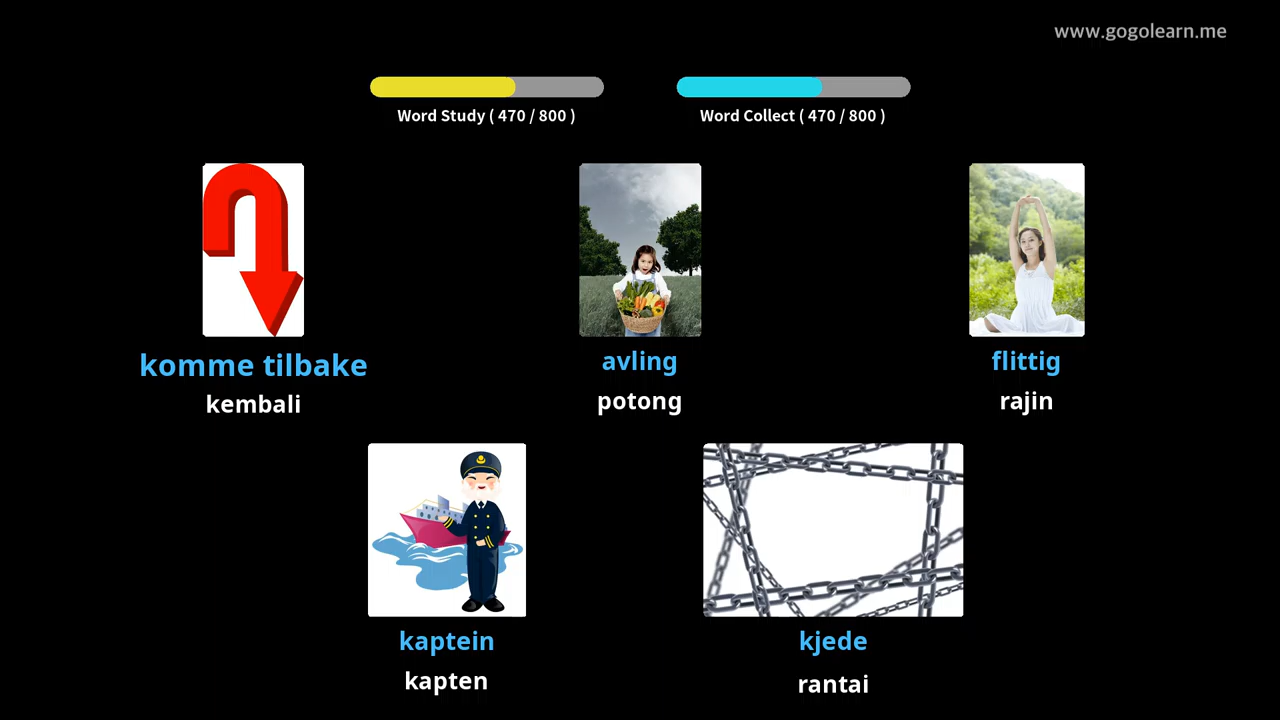 www.gogolearn.me
Word Study ( 470 / 800 )
Word Collect ( 470 / 800 )
komme tilbake
kembali
avling
potong
flittig
rajin
kaptein
kapten
kjede
rantai